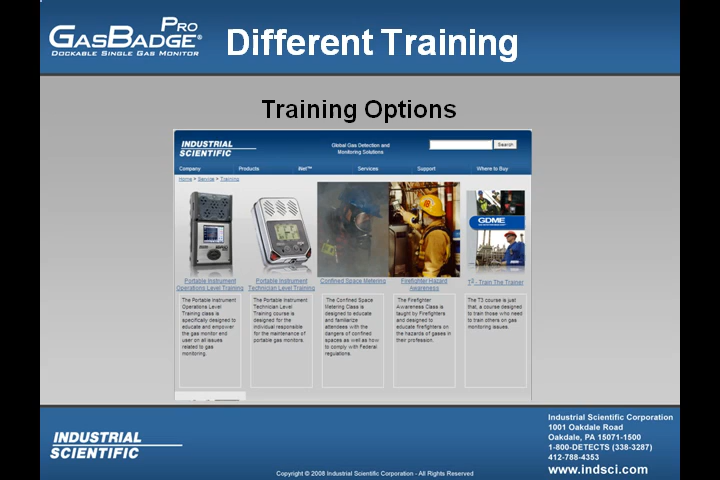 PRO
GASBADGE®
DOCKABLE SINGLE GAS MONITOR
Different Training
Training Options
INDUSTRIAL
SCIENTIFIC
Global Gas Detection and
Monitoring Solutions
Search
Company Products iNet™ Services Support Where to Buy
Home > Service > Training
GDME
Portable Instrument
Operations Level Training
Portable Instrument
Technician Level Training
Confined Space Metering
Firefighter Hazard
Awareness
T3 - Train The Trainer
The Portable Instrument
Operations Level
Training class is
specifically designed to
educate and empower
the gas monitor end
user on all issues
related to gas
monitoring.
The Portable Instrument
Technician Level
Training course is
designed for the
individual responsible
for the maintenance of
portable gas monitors.
The Confined Space
Metering Class is
designed to educate
and familiarize
attendees with the
dangers of confined
spaces as well as how
to comply with Federal
regulations.
The Firefighter
Awareness Class is
taught by Firefighters
and designed to
educate firefighters on
the hazards of gases in
their profession.
The T3 course is just
that, a course designed
to train those who need
to train others on gas
monitoring issues.
INDUSTRIAL
SCIENTIFIC
Copyright © 2008 Industrial Scientific Corporation - All Rights Reserved
Industrial Scientific Corporation
1001 Oakdale Road
Oakdale, PA 15071-1500
1-800-DETECTS (338-3287)
412-788-4353
www.indsci.com